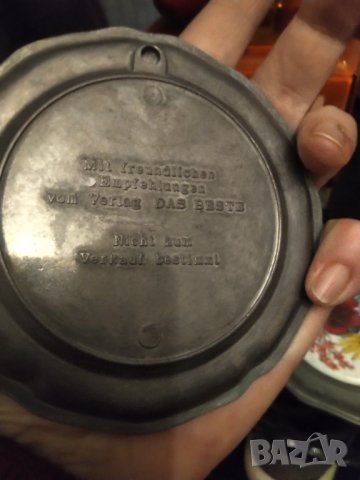 Mit freundlichen
Empfehlungen
vom Verlag DAS BESTE
Nicht zum
Verkauf bestimmt
BAZAR